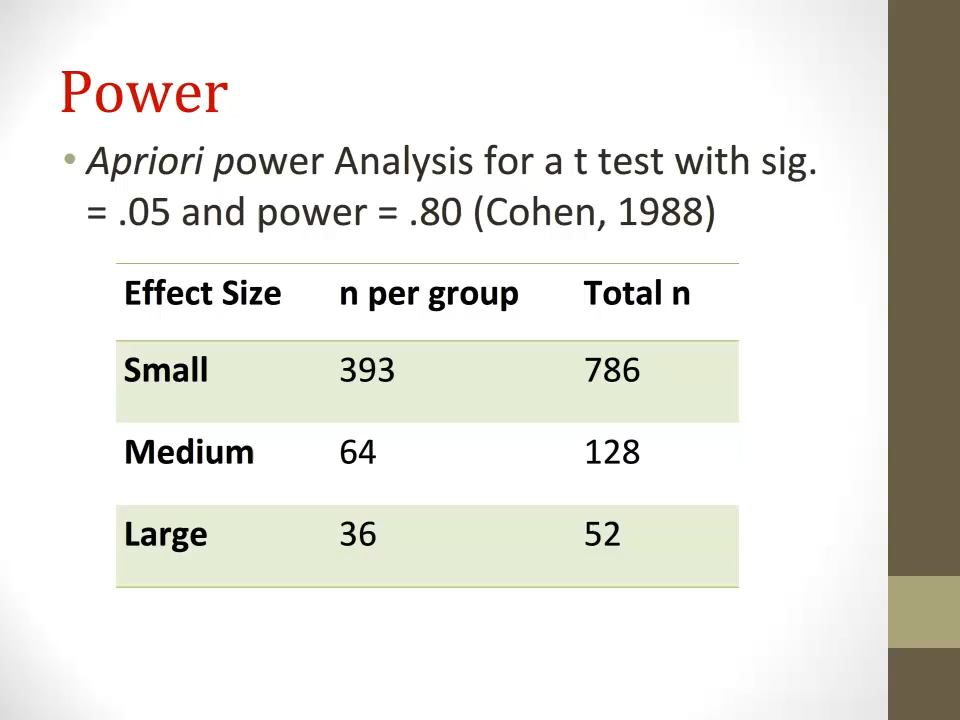 Power
• Apriori power Analysis for a t test with sig.
= .05 and power = .80 (Cohen, 1988)
Effect Size n per group Total n
Small 393 786
Medium 64 128
Large 36 52